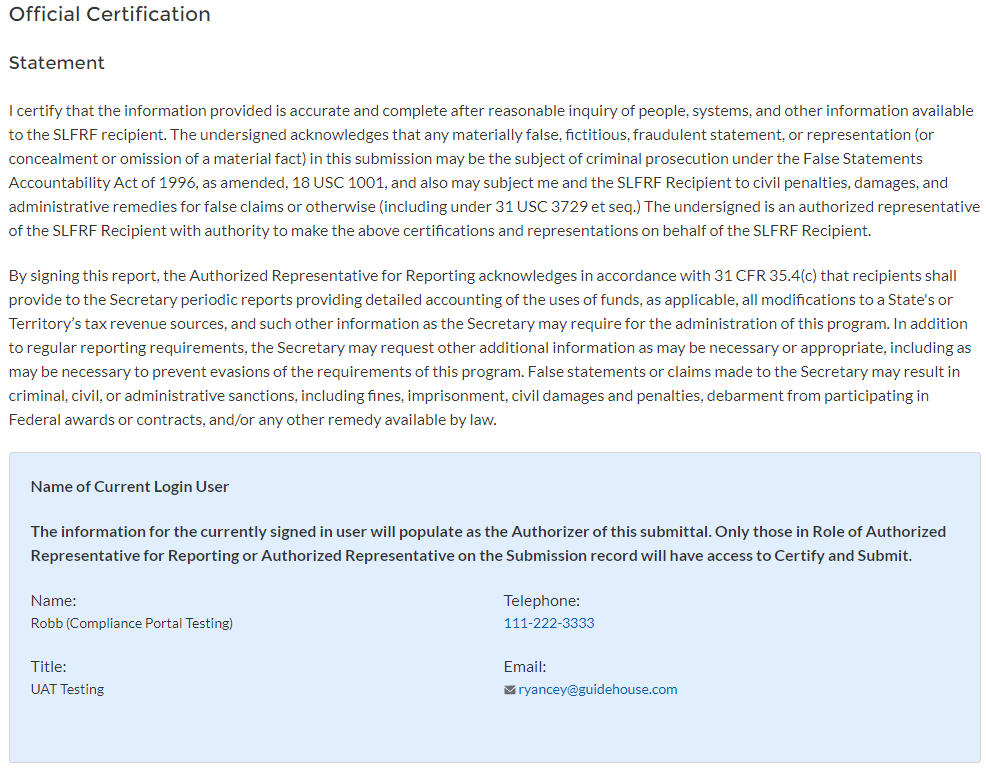 Official Certification
Statement
I certify that the information provided is accurate and complete after reasonable inquiry of people, systems, and other information available
to the SLFRF recipient. The undersigned acknowledges that any materially false, fictitious, fraudulent statement, or representation (or
concealment or omission of a material fact) in this submission may be the subject of criminal prosecution under the False Statements
Accountability Act of 1996, as amended, 18 USC 1001, and also may subject me and the SLFRF Recipient to civil penalties, damages, and
administrative remedies for false claims or otherwise (including under 31 USC 3729 et seq.) The undersigned is an authorized representative
of the SLFRF Recipient with authority to make the above certifications and representations on behalf of the SLFRF Recipient.
By signing this report, the Authorized Representative for Reporting acknowledges in accordance with 31 CFR 35.4(c) that recipients shall
provide to the Secretary periodic reports providing detailed accounting of the uses of funds, as applicable, all modifications to a State's or
Territory’s tax revenue sources, and such other information as the Secretary may require for the administration of this program. In addition
to regular reporting requirements, the Secretary may request other additional information as may be necessary or appropriate, including as
may be necessary to prevent evasions of the requirements of this program. False statements or claims made to the Secretary may result in
criminal, civil, or administrative sanctions, including fines, imprisonment, civil damages and penalties, debarment from participating in
Federal awards or contracts, and/or any other remedy available by law.
Name of Current Login User
The information for the currently signed in user will populate as the Authorizer of this submittal. Only those in Role of Authorized
Representative for Reporting or Authorized Representative on the Submission record will have access to Certify and Submit.
Name:
Robb (Compliance Portal Testing)
Telephone:
111-222-3333
Title:
UAT Testing
Email:
ryancey@guidehouse.com